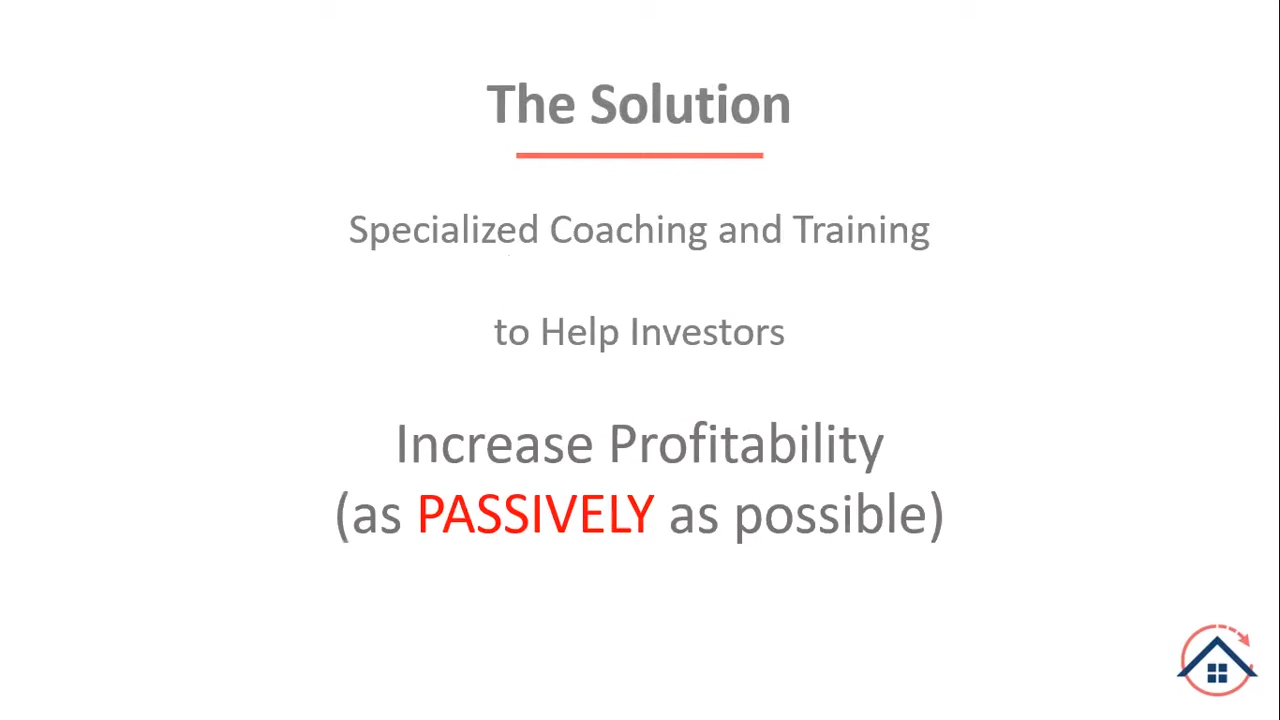 The Solution
Specialized Coaching and Training
to Help Investors
Increase Profitability
(as PASSIVELY as possible)